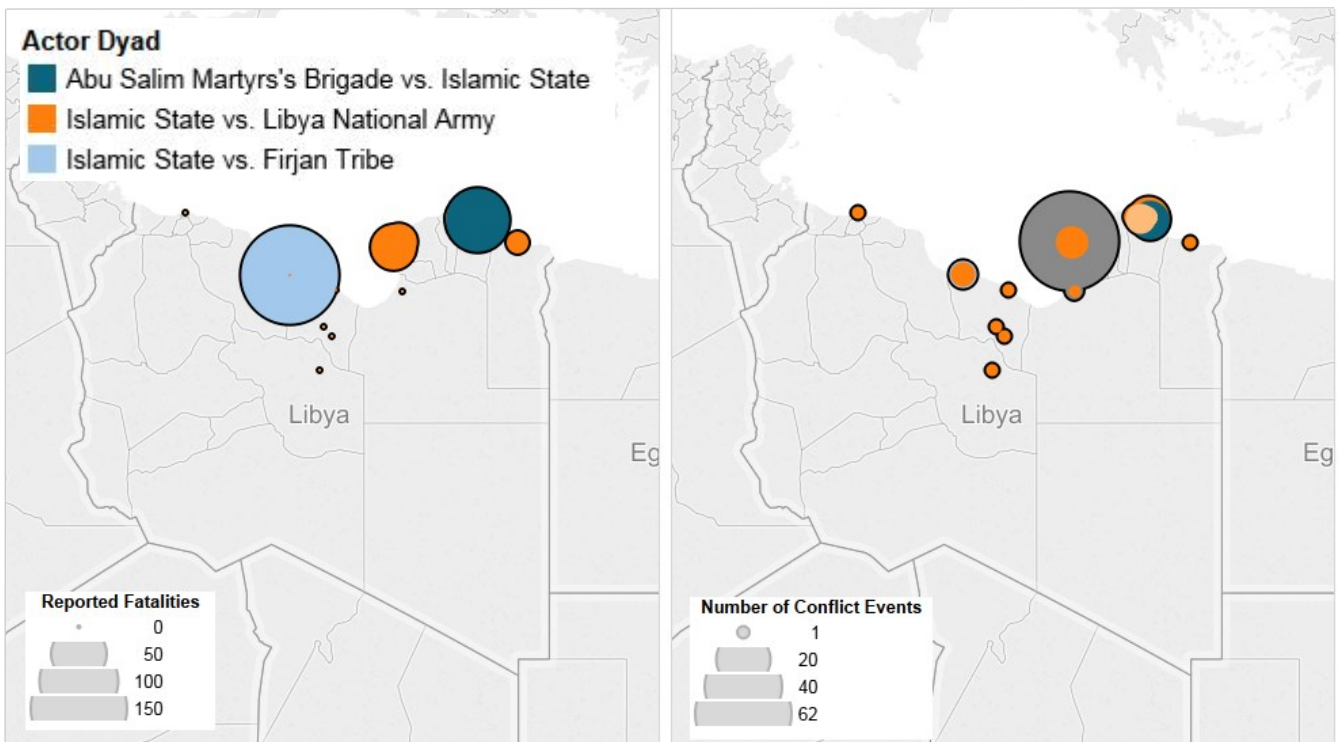 Actor Dyad
Abu Salim Martyrs's Brigade vs. Islamic State
Islamic State vs. Libya National Army
Islamic State vs. Firjan Tribe
Libya
Eg
Reported Fatalities
0
50
100
150
Libya
Eg
Number of Conflict Events
1
20
40
62